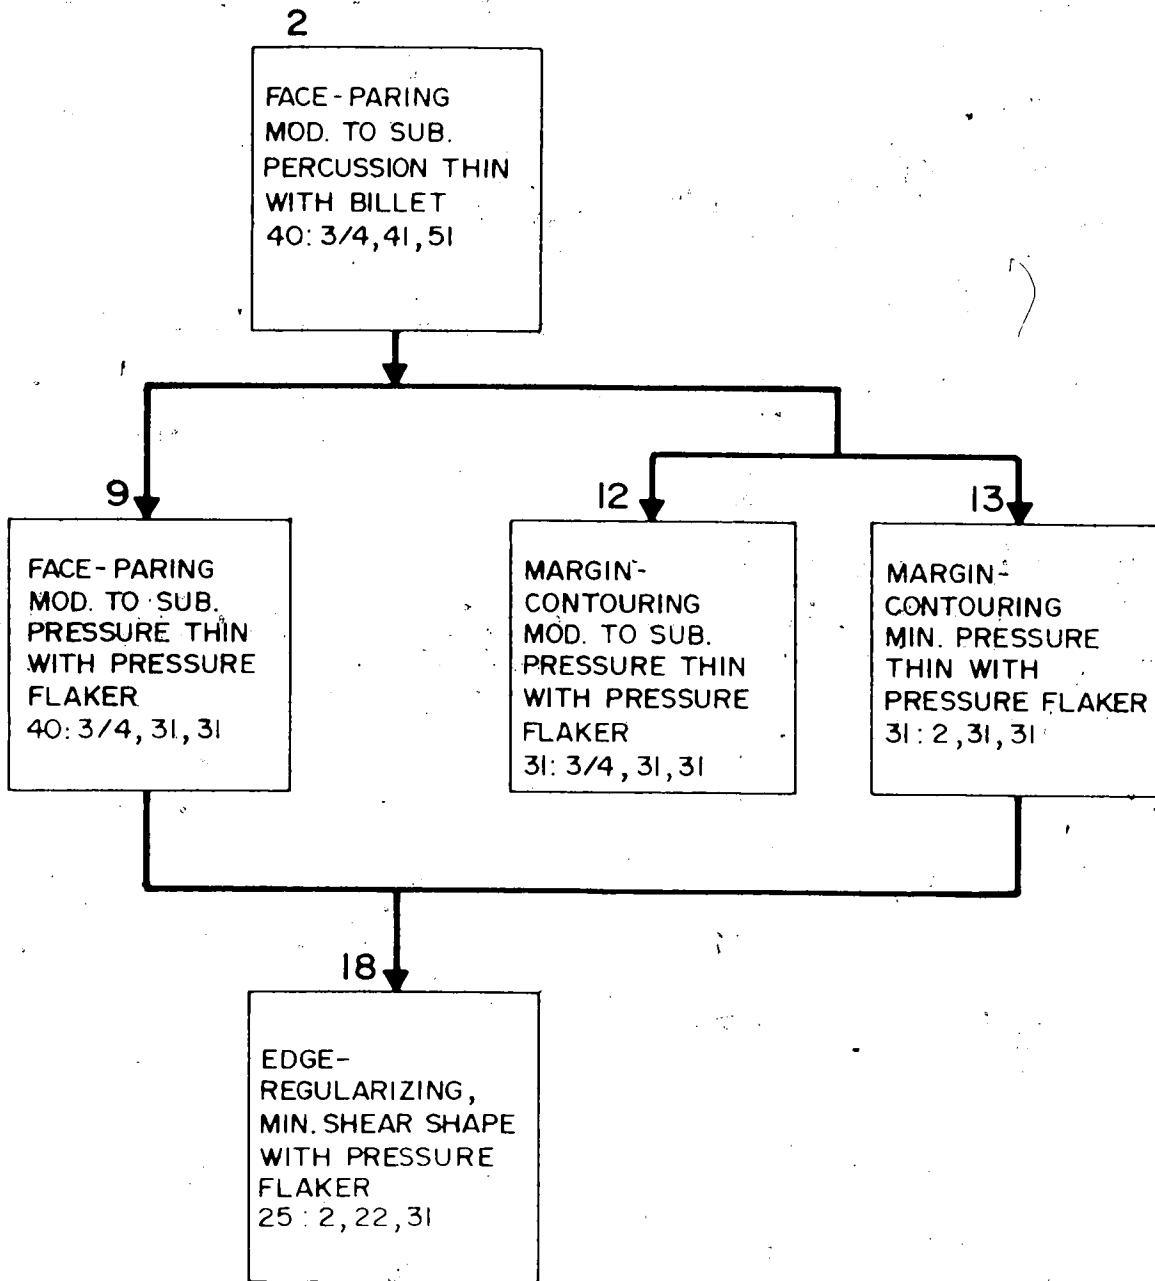 2
FACE-PARING
MOD. TO SUB.
PERCUSSION THIN
WITH BILLET
40: 3/4, 41, 51
9
FACE-PARING
MOD. TO SUB.
PRESSURE THIN
WITH PRESSURE
FLAKER
40: 3/4, 31, 31
12
MARGIN-
CONTOURING
MOD. TO SUB.
PRESSURE THIN
WITH PRESSURE
FLAKER
31: 3/4, 31, 31
13
MARGIN-
CONTOURING
MIN. PRESSURE
THIN WITH
PRESSURE FLAKER
31: 2, 31, 31
18
EDGE-
REGULARIZING,
MIN. SHEAR SHAPE
WITH PRESSURE
FLAKER
25: 2, 22, 31